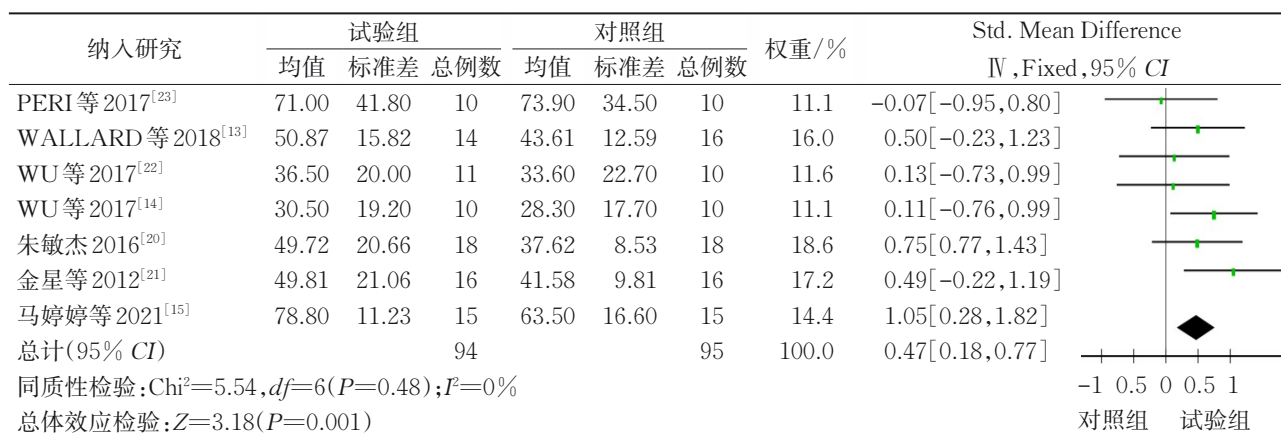 纳入研究 试验组 对照组 权重/% Std. Mean Difference
均值 标准差 总例数 均值 标准差 总例数 Ⅳ,Fixed,95% CI
PERI等2017[23] 71.00 41.80 10 73.90 34.50 10 11.1 -0.07[-0.95,0.80]
WALLARD等2018[13] 50.87 15.82 14 43.61 12.59 16 16.0 0.50[-0.23,1.23]
WU等2017[22] 36.50 20.00 11 33.60 22.70 10 11.6 0.13[-0.73,0.99]
WU等2017[14] 30.50 19.20 10 28.30 17.70 10 11.1 0.11[-0.76,0.99]
朱敏杰2016[20] 49.72 20.66 18 37.62 8.53 18 18.6 0.75[0.77,1.43]
金星等2012[21] 49.81 21.06 16 41.58 9.81 16 17.2 0.49[-0.22,1.19]
马婷婷等2021[15] 78.80 11.23 15 63.50 16.60 15 14.4 1.05[0.28,1.82]
总计(95% CI) 94 95 100.0 0.47[0.18,0.77]
同质性检验:Chi²=5.54,df=6(P=0.48);I²=0%
-1 0.5 0 0.5 1
总体效应检验:Z=3.18(P=0.001)
对照组 试验组